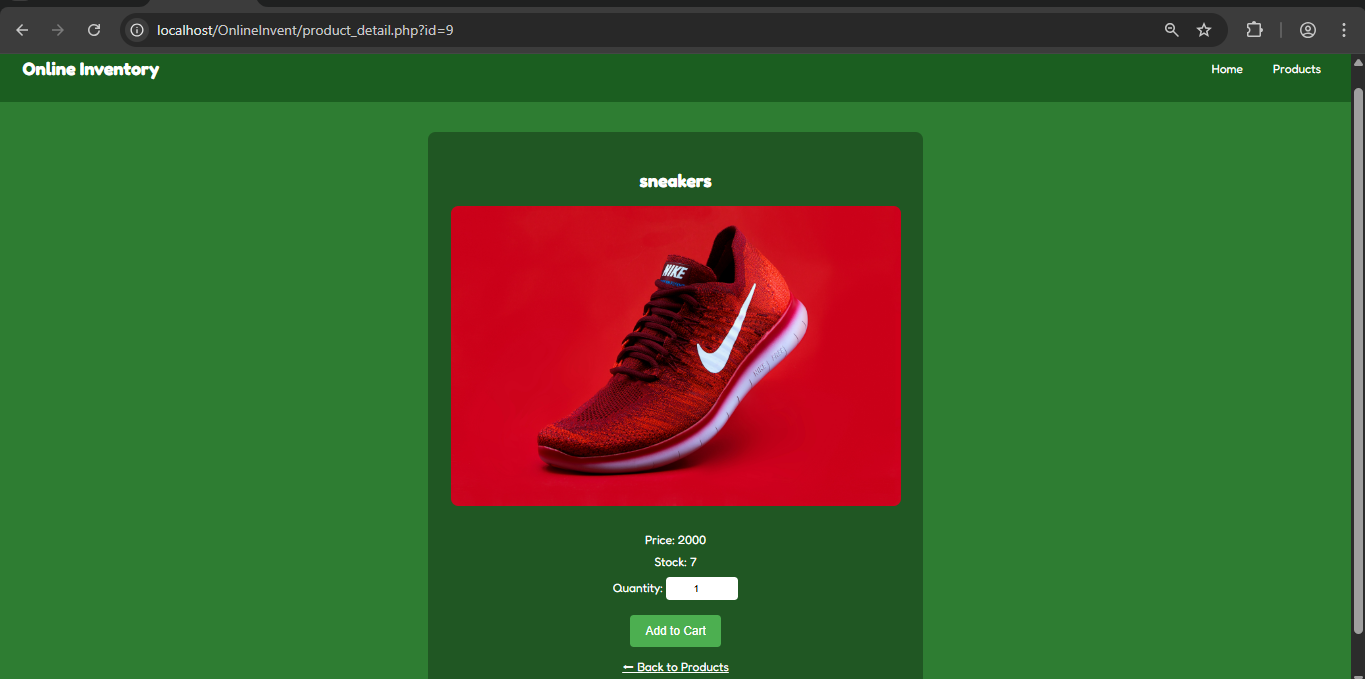 localhost/OnlineInvent/product_detail.php?id=9
Online Inventory
Home Products
sneakers
NIKE
Price: 2000
Stock: 7
Quantity: 1
Add to Cart
← Back to Products